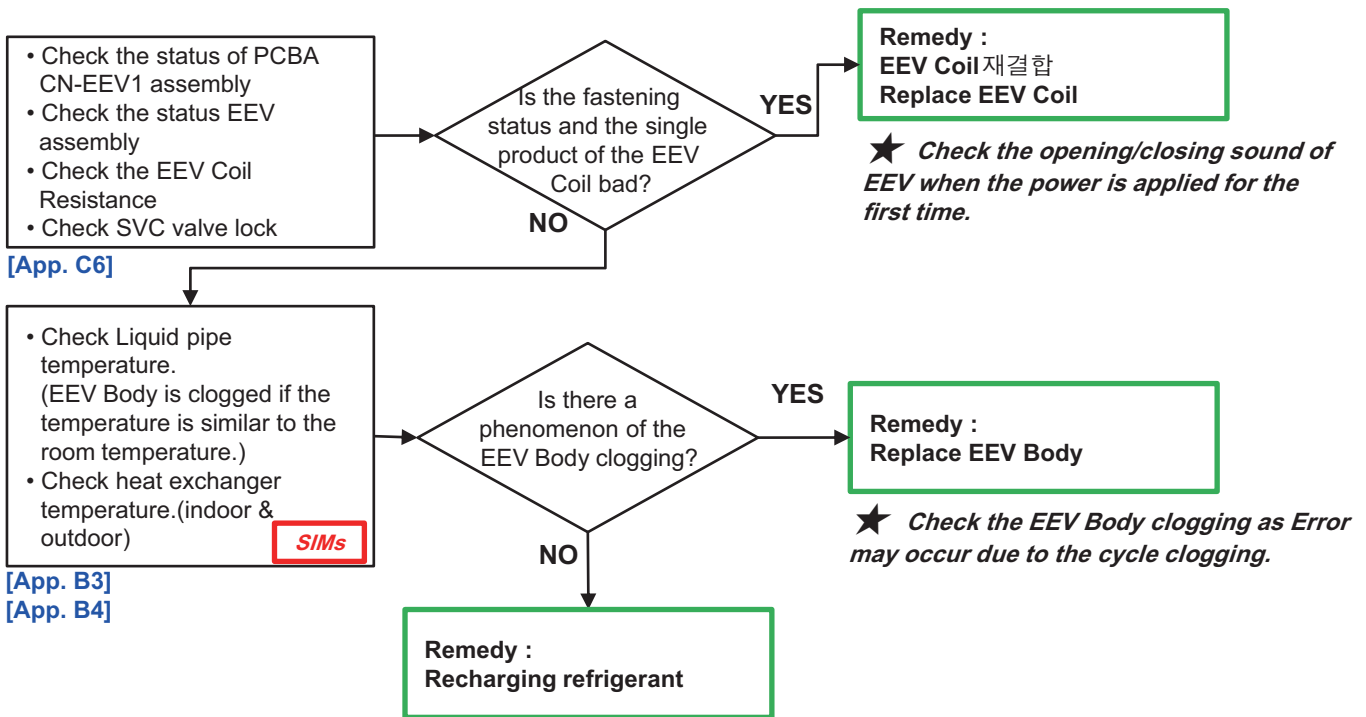 • Check the status of PCBA
CN-EEV1 assembly
• Check the status EEV
assembly
• Check the EEV Coil
Resistance
• Check SVC valve lock
[App. C6]
Is the fastening
status and the single
product of the EEV
Coil bad?
YES
NO
Remedy :
EEV Coil재결합
Replace EEV Coil
★ Check the opening/closing sound of
EEV when the power is applied for the
first time.
• Check Liquid pipe
temperature.
(EEV Body is clogged if the
temperature is similar to the
room temperature.)
• Check heat exchanger
temperature.(indoor &
outdoor)
SIMs
[App. B3]
[App. B4]
Is there a
phenomenon of the
EEV Body clogging?
YES
NO
Remedy :
Replace EEV Body
★ Check the EEV Body clogging as Error
may occur due to the cycle clogging.
Remedy :
Recharging refrigerant